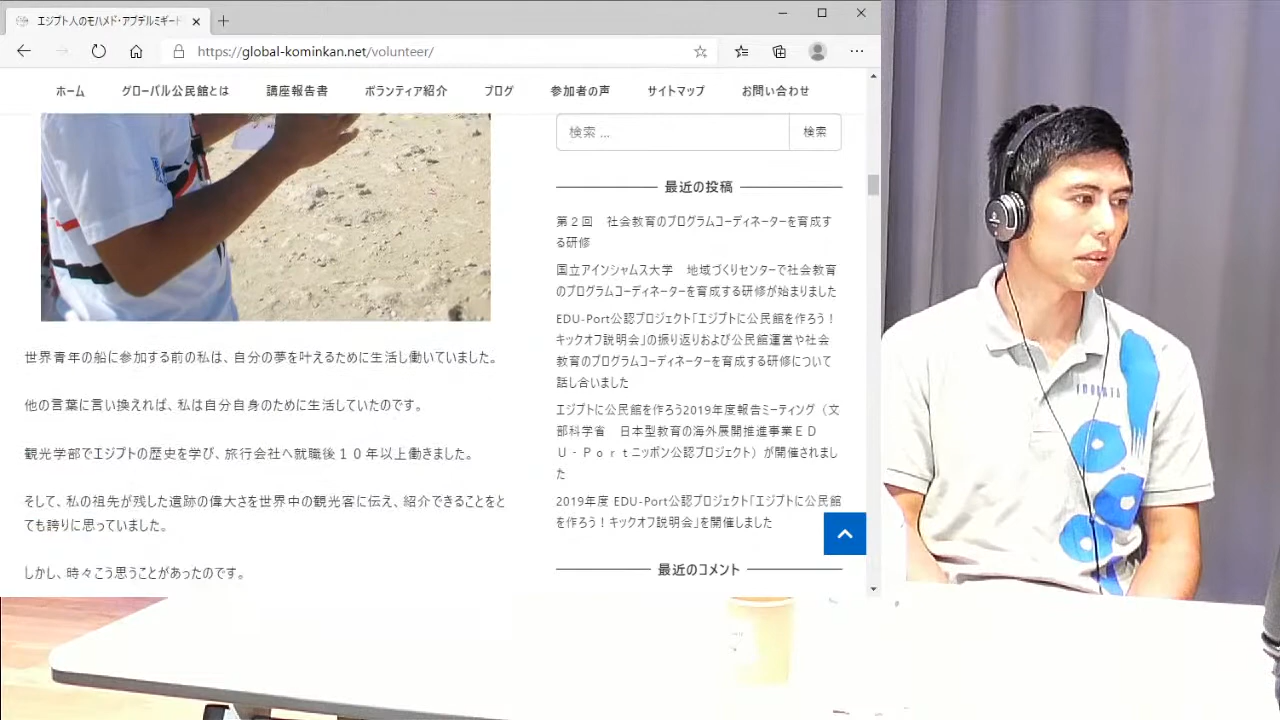 エジプト人のモハメド・アブデルミギード
https://global-kominkan.net/volunteer/
ホーム グローバル公民館とは 講座報告書 ボランティア紹介 ブログ 参加者の声 サイトマップ お問い合わせ
世界青年の船に参加する前の私は、自分の夢を叶えるために生活し働いていました。
他の言葉に言い換えれば、私は自分自身のために生活していたのです。
観光学部でエジプトの歴史を学び、旅行会社へ就職後１０年以上働きました。
そして、私の祖先が残した遺跡の偉大さを世界中の観光客に伝え、紹介できることをと
ても誇りに思っていました。
しかし、時々こう思うことがあったのです。
検索 … 検索
最近の投稿
第２回　社会教育のプログラムコーディネーターを育成す
る研修
国立アインシャムス大学　地域づくりセンターで社会教育
のプログラムコーディネーターを育成する研修が始まりました
EDU-Port公認プロジェクト「エジプトに公民館を作ろう！
キックオフ説明会」の振り返りおよび公民館運営や社会
教育のプログラムコーディネーターを育成する研修について
話し合いました
エジプトに公民館を作ろう2019年度報告ミーティング（文
部科学省　日本型教育の海外展開推進事業ＥＤ
Ｕ－Ｐｏｒｔニッポン公認プロジェクト）が開催されまし
た
2019年度 EDU-Port公認プロジェクト「エジプトに公民館
を作ろう！キックオフ説明会」を開催しました
最近のコメント